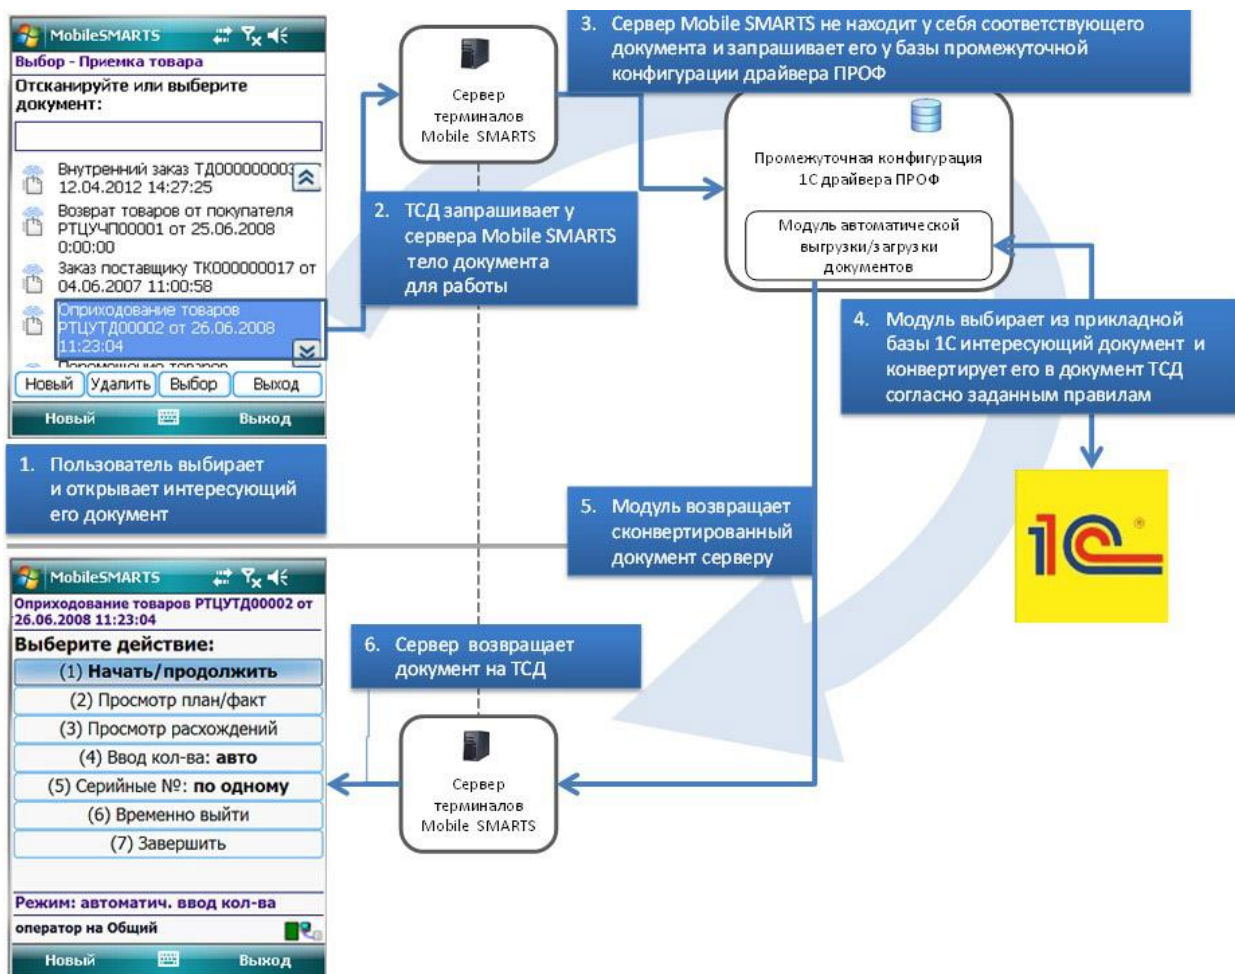 MobileSMARTS
Выбор - Приемка товара
Отсканируйте или выберите
документ:
Внутренний заказ ТД000000003
12.04.2012 14:27:25
Возврат товаров от покупателя
РТЦУЧП00001 от 25.06.2008
0:00:00
Заказ поставщику ТК000000017 от
04.06.2007 11:00:58
Оприходование товаров
РТЦУТД00002 от 26.06.2008
11:23:04
Перемещение товаров
Новый Удалить Выбор Выход
Новый Выход
1. Пользователь выбирает
и открывает интересующий
его документ
Сервер
терминалов
Mobile SMARTS
2. ТСД запрашивает у
сервера Mobile SMARTS
тело документа
для работы
3. Сервер Mobile SMARTS не находит у себя соответствующего
документа и запрашивает его у базы промежуточной
конфигурации драйвера ПРОФ
Промежуточная конфигурация
1С драйвера ПРОФ
Модуль автоматической
выгрузки/загрузки
документов
4. Модуль выбирает из прикладной
базы 1С интересующий документ и
конвертирует его в документ ТСД
согласно заданным правилам
1С ®
5. Модуль возвращает
сконвертированный
документ серверу
6. Сервер возвращает
документ на ТСД
Сервер
терминалов
Mobile SMARTS
MobileSMARTS
Оприходование товаров РТЦУТД00002 от
26.06.2008 11:23:04
Выберите действие:
(1) Начать/продолжить
(2) Просмотр план/факт
(3) Просмотр расхождений
(4) Ввод кол-ва: авто
(5) Серийные №: по одному
(6) Временно выйти
(7) Завершить
Режим: автоматич. ввод кол-ва
оператор на Общий
Новый Выход